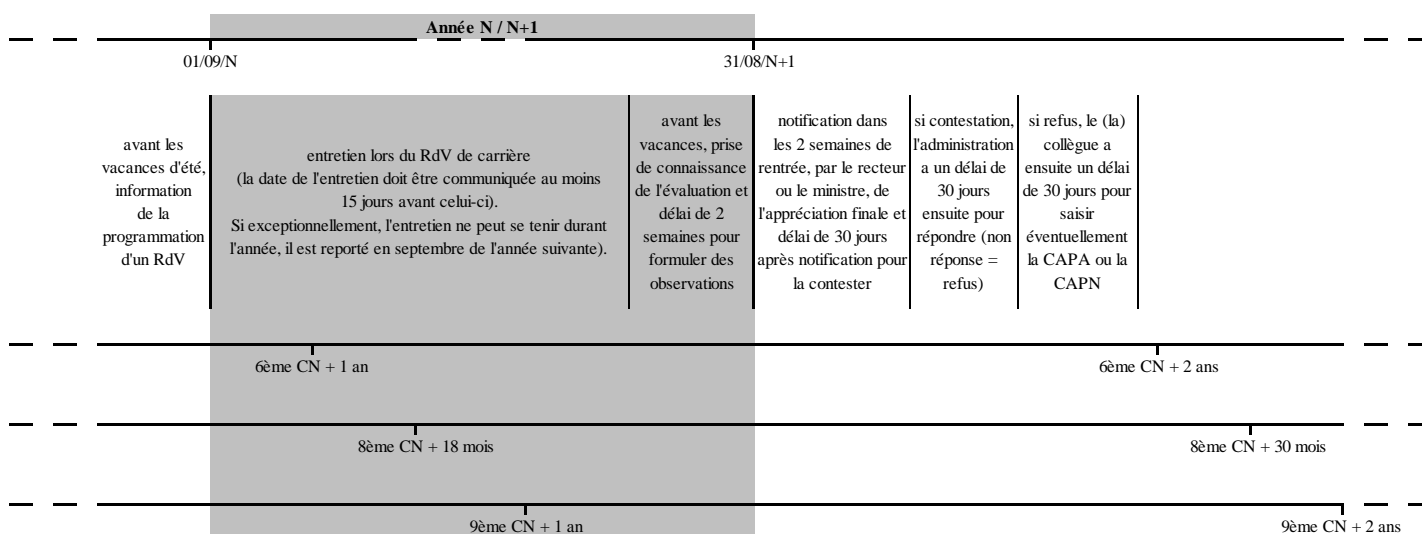 Année N / N+1
01/09/N
31/08/N+1
avant les
vacances d'été,
information
de la
programmation
d'un RdV
entretien lors du RdV de carrière
(la date de l'entretien doit être communiquée au moins
15 jours avant celui-ci).
Si exceptionnellement, l'entretien ne peut se tenir durant
l'année, il est reporté en septembre de l'année suivante).
avant les
vacances, prise
de connaissance
de l'évaluation et
délai de 2
semaines pour
formuler des
observations
notification dans
les 2 semaines de
rentrée, par le recteur
ou le ministre, de
l'appréciation finale et
délai de 30 jours
après notification pour
la contester
si contestation,
l'administration
a un délai de
30 jours
ensuite pour
répondre (non
réponse =
refus)
si refus, le (la)
collègue a
ensuite un délai
de 30 jours pour
saisir
éventuellement
la CAPA ou la
CAPN
6ème CN + 1 an
6ème CN + 2 ans
8ème CN + 18 mois
8ème CN + 30 mois
9ème CN + 1 an
9ème CN + 2 ans